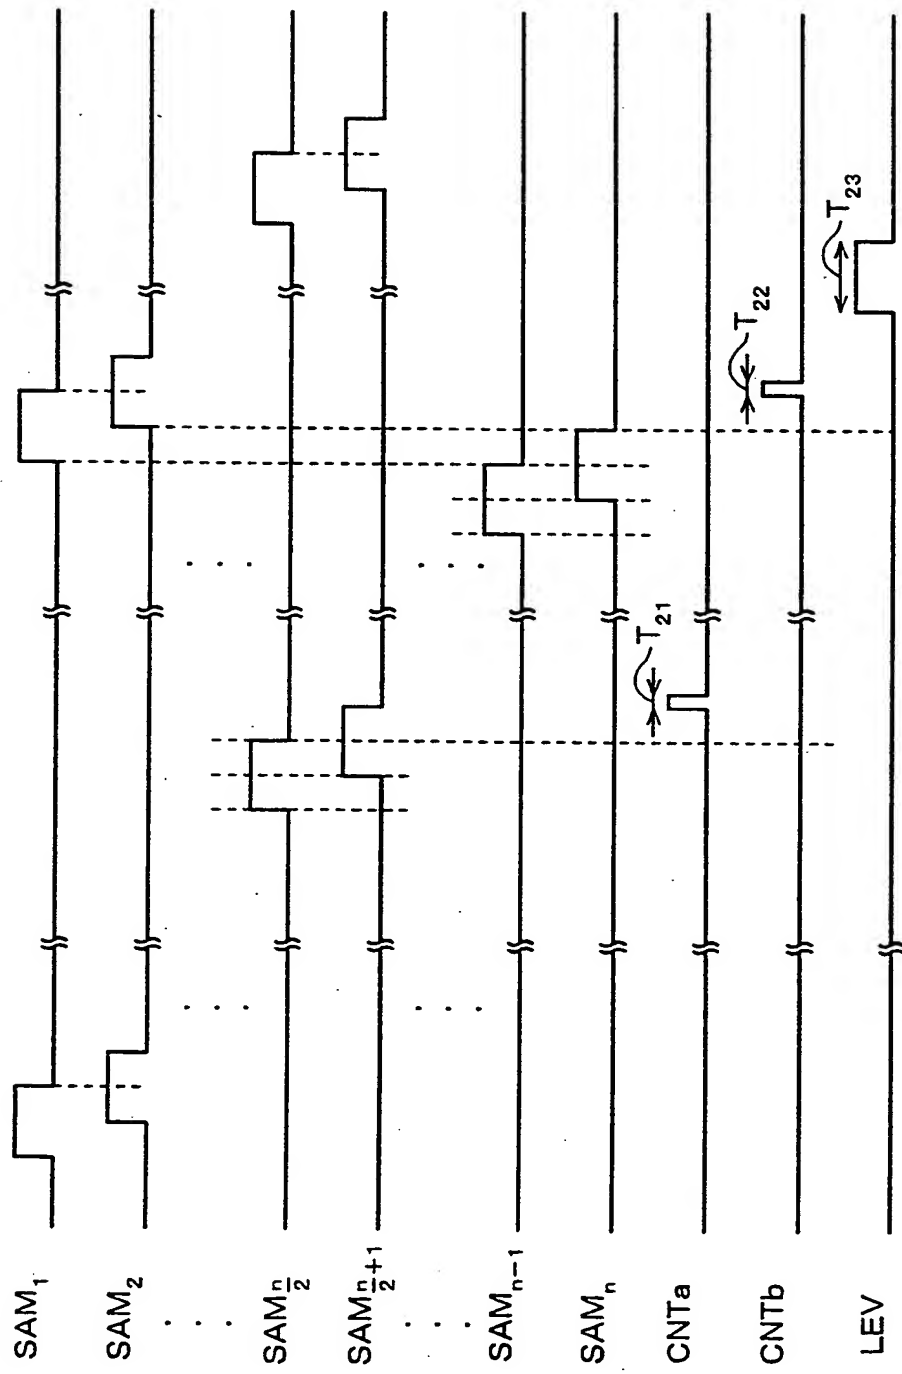 SAM₁
SAM₂
. . .
SAMn/2
SAMn/2+1
. . .
SAMn−1
SAMn
CNTa
CNTb
LEV
T₂₁
T₂₂
T₂₃